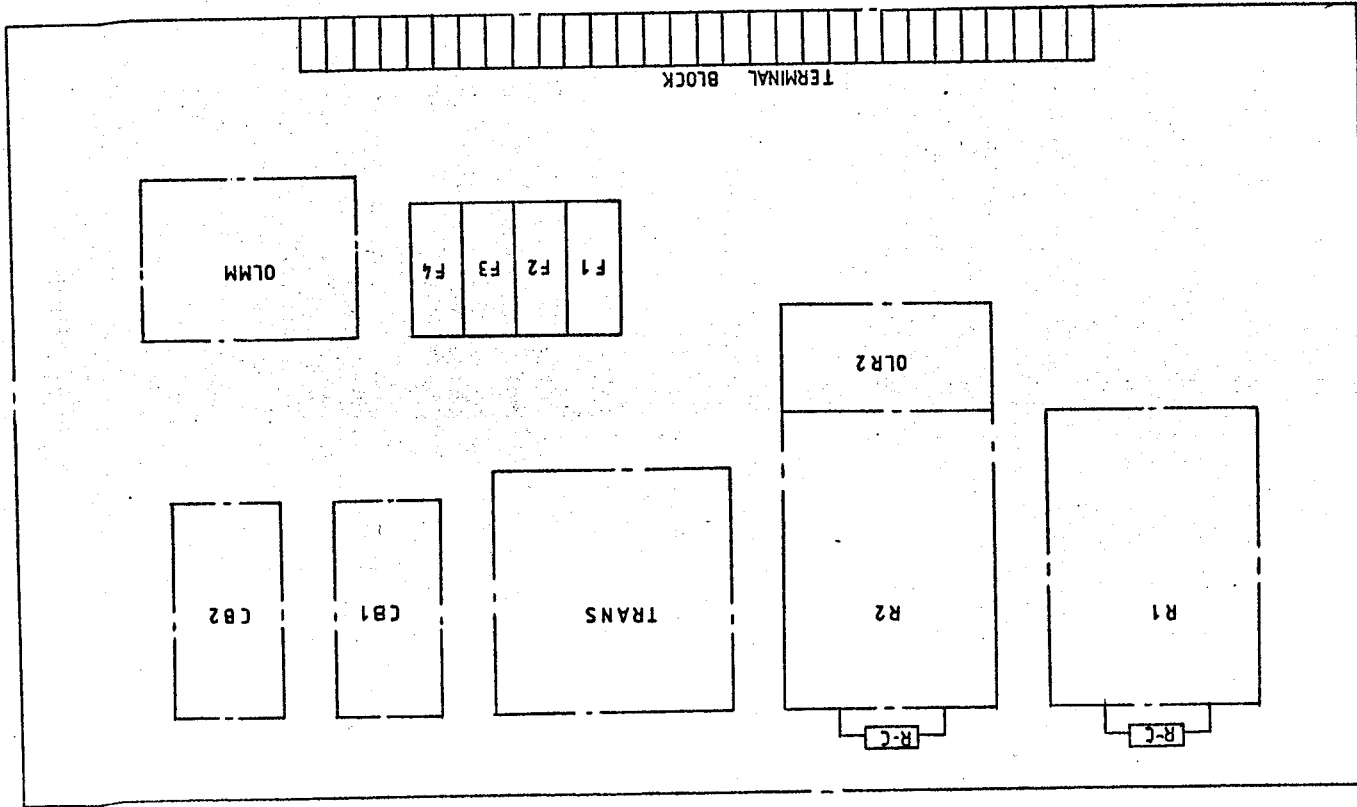 R-C
R-C
R1
R2
TRANS
CB1
CB2
OLR2
F1
F2
F3
F4
OLMM
TERMINAL BLOCK